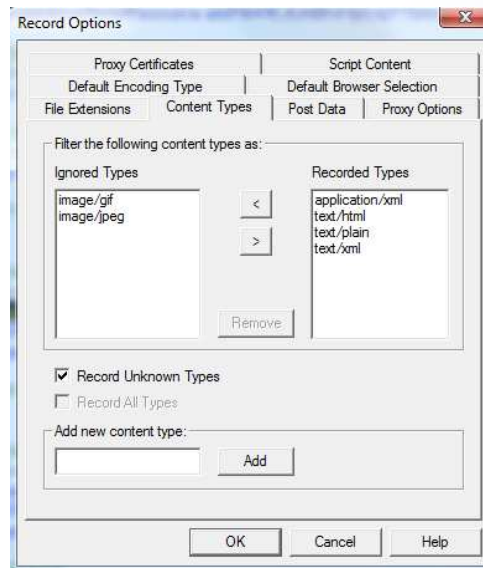 Record Options
X
Proxy Certificates Script Content
Default Encoding Type Default Browser Selection
File Extensions Content Types Post Data Proxy Options
Filter the following content types as:
Ignored Types Recorded Types
image/gif < application/xml
image/jpeg text/html
> text/plain
text/xml
Remove
Record Unknown Types
Record All Types
Add new content type:
Add
OK Cancel Help